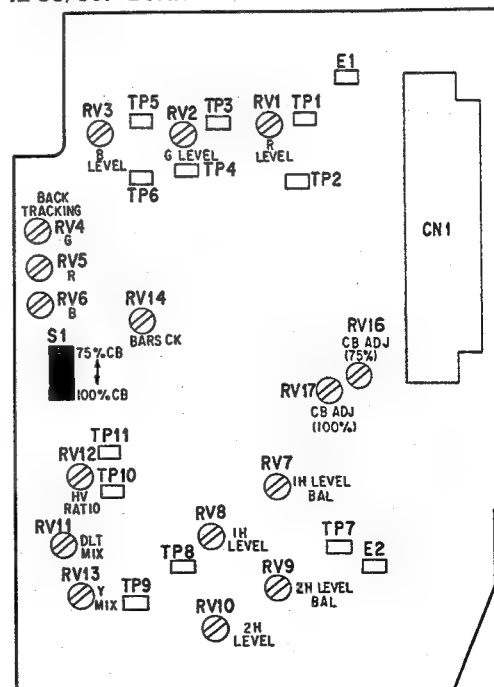 E1
RV3
TP5
RV2
TP3
RV1
TP1
B
LEVEL
G LEVEL
R
LEVEL
TP4
TP6
TP2
BACK
TRACKING
RV4
G
CN1
RV5
R
RV6
B
RV14
BARS CK
S1
75%CB
100%CB
RV16
CB ADJ
(75%)
RV17
CB ADJ
(100%)
TP11
RV12
TP10
HV
RATIO
RV7
1H LEVEL
BAL
RV11
DLT
MIX
RV8
1H
LEVEL
TP7
TP8
E2
RV13
Y
MIX
TP9
RV9
2H LEVEL
BAL
RV10
2H
LEVEL